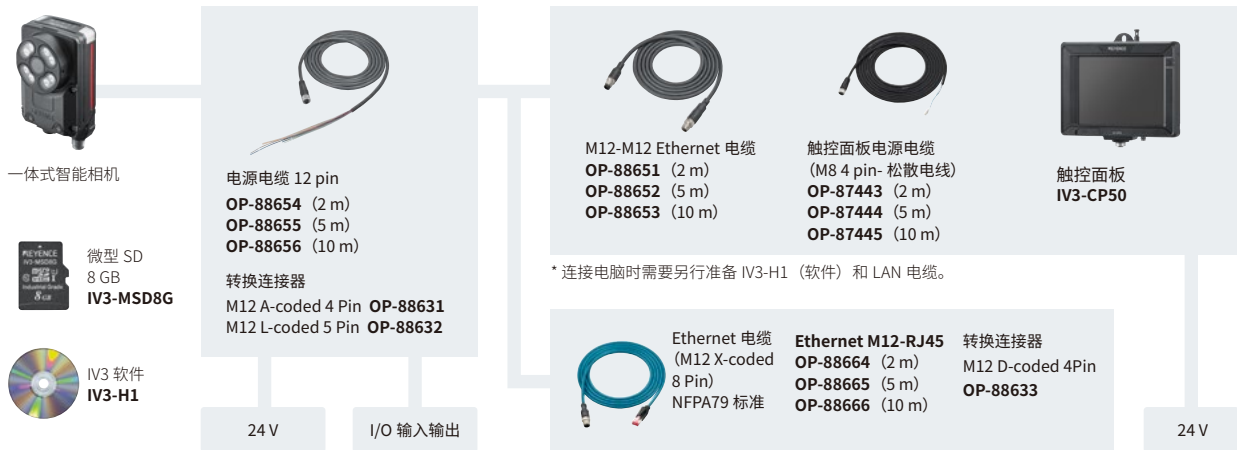 一体式智能相机
KEYENCE
IV3-MSD8G
Industrial Grade
8 GB
微型 SD
8 GB
IV3-MSD8G
IV3 软件
IV3-H1
电源电缆 12 pin
OP-88654（2 m）
OP-88655（5 m）
OP-88656（10 m）
转换连接器
M12 A-coded 4 Pin OP-88631
M12 L-coded 5 Pin OP-88632
24 V
I/O 输入输出
M12-M12 Ethernet 电缆
OP-88651（2 m）
OP-88652（5 m）
OP-88653（10 m）
触控面板电源电缆
（M8 4 pin- 松散电线）
OP-87443（2 m）
OP-87444（5 m）
OP-87445（10 m）
KEYENCE
触控面板
IV3-CP50
* 连接电脑时需要另行准备 IV3-H1（软件）和 LAN 电缆。
Ethernet 电缆
（M12 X-coded
8 Pin）
NFPA79 标准
Ethernet M12-RJ45
OP-88664（2 m）
OP-88665（5 m）
OP-88666（10 m）
转换连接器
M12 D-coded 4Pin
OP-88633
24 V